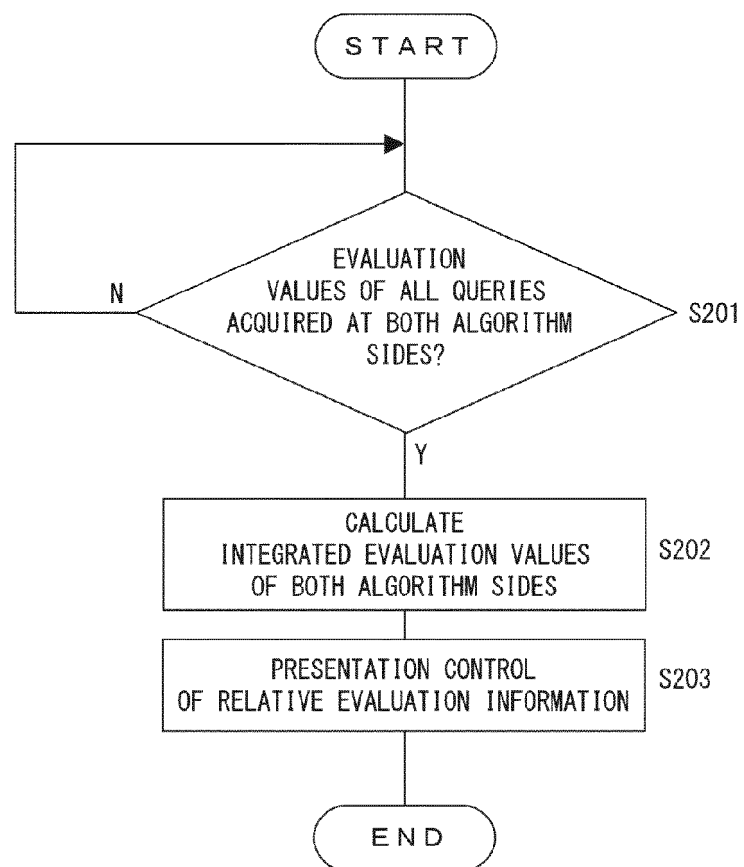 START
EVALUATION
VALUES OF ALL QUERIES
ACQUIRED AT BOTH ALGORITHM
SIDES?
N
S201
Y
CALCULATE
INTEGRATED EVALUATION VALUES
OF BOTH ALGORITHM SIDES
S202
PRESENTATION CONTROL
OF RELATIVE EVALUATION INFORMATION
S203
END